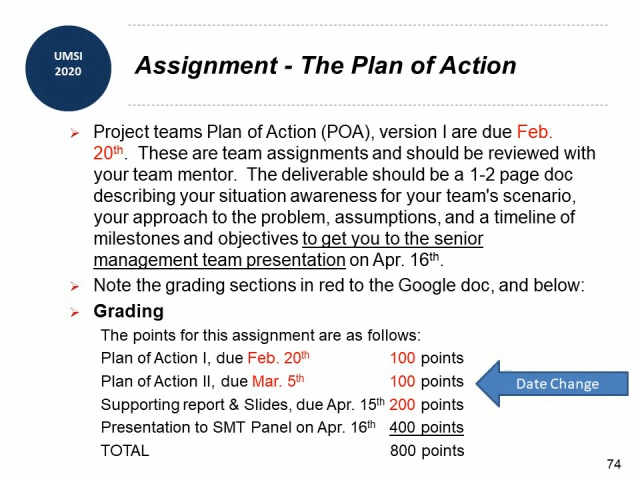 UMSI
2020
Assignment - The Plan of Action
➢ Project teams Plan of Action (POA), version I are due Feb.
20th. These are team assignments and should be reviewed with
your team mentor. The deliverable should be a 1-2 page doc
describing your situation awareness for your team's scenario,
your approach to the problem, assumptions, and a timeline of
milestones and objectives to get you to the senior
management team presentation on Apr. 16th.
➢ Note the grading sections in red to the Google doc, and below:
➢ Grading
The points for this assignment are as follows:
Plan of Action I, due Feb. 20th 100 points
Plan of Action II, due Mar. 5th 100 points
Date Change
Supporting report & Slides, due Apr. 15th 200 points
Presentation to SMT Panel on Apr. 16th 400 points
TOTAL 800 points
74